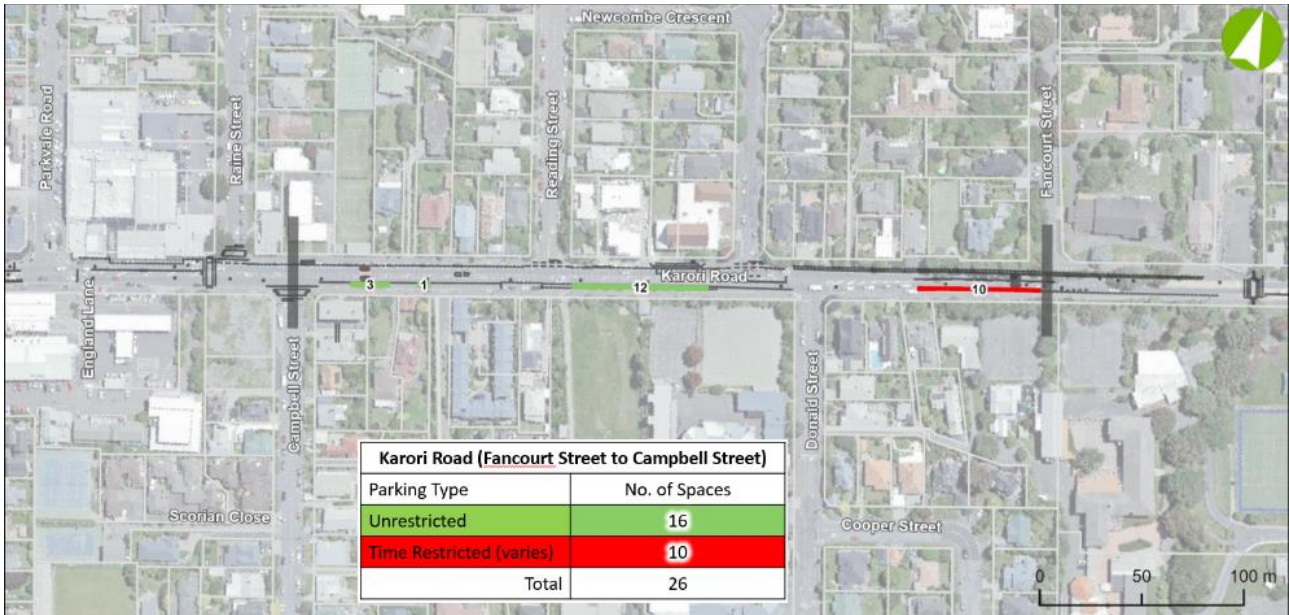 Newcombe Crescent
Parkvale Road
Raine Street
Reading Street
Fancourt Street
Karori Road
3
1
12
10
England Lane
Campbell Street
Donald Street
Karori Road (Fancourt Street to Campbell Street)
Parking Type No. of Spaces
Unrestricted 16
Time Restricted (varies) 10
Total 26
Scorian Close
Cooper Street
0 50 100 m